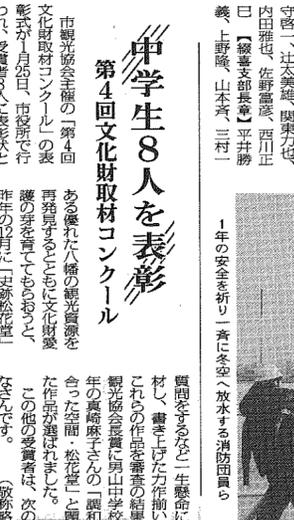 守啓一、辻太美雄、関東力也、
内田雅也、佐野富彦、西川正
巳 【綴喜支部長章】 平井勝
義、上野隆、山本斉、三村一
1年の安全を祈り一斉に冬空へ放水する消防団員ら
中学生8人を表彰
第4回文化財取材コンクール
市観光協会主催の「第4回
文化財取材コンクール」の表
彰式が1月25日、市役所で行
われ、受賞者8人に表彰状と
ある優れた八幡の観光資源を
再発見するとともに文化財愛
護の芽を育ててもらおうと、
昨年の12月に「史跡松花堂」
質問をするなど一生懸命に
材し、書き上げた力作揃い
これらの作品を審査の結果
観光協会長賞に男山中学校
年の真崎麻子さんの「調和
合った空間・松花堂」と題
た作品が選ばれました。
この他の受賞者は、次の
なさんです。 (敬称略